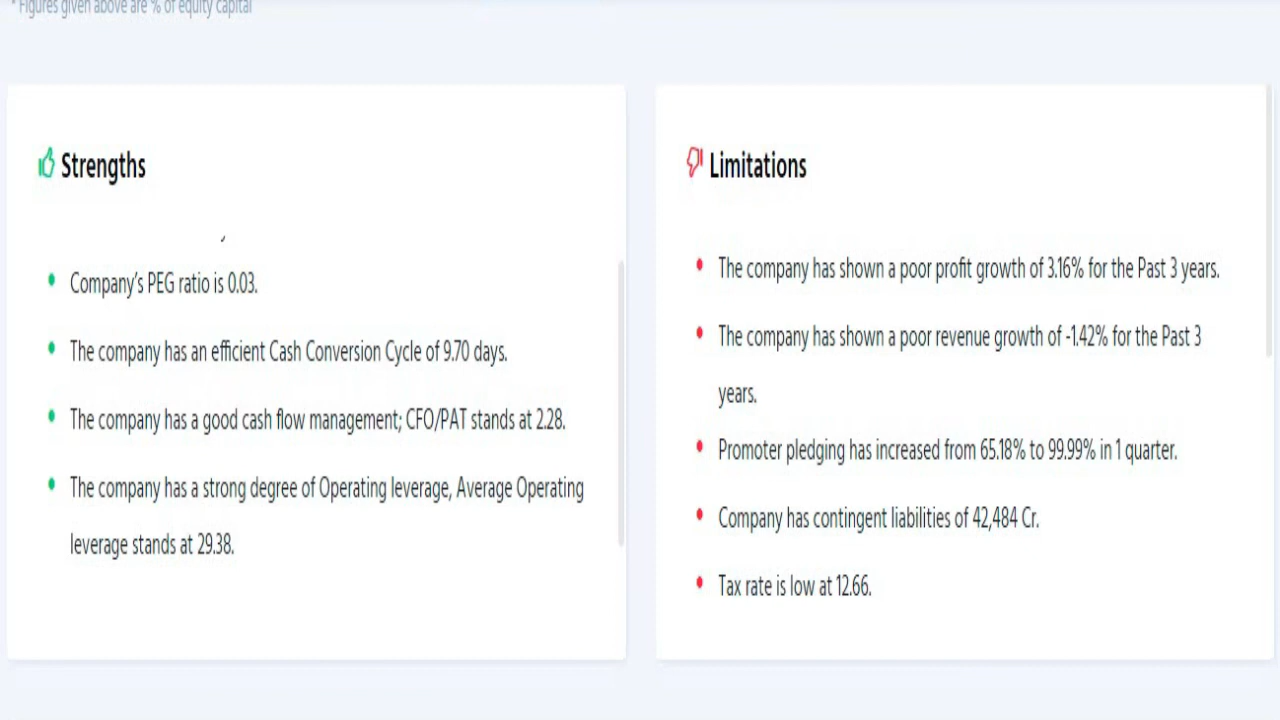 * Figures given above are % of equity capital
Strengths
Company's PEG ratio is 0.03.
The company has an efficient Cash Conversion Cycle of 9.70 days.
The company has a good cash flow management; CFO/PAT stands at 2.28.
The company has a strong degree of Operating leverage, Average Operating
leverage stands at 29.38.
Limitations
The company has shown a poor profit growth of 3.16% for the Past 3 years.
The company has shown a poor revenue growth of -1.42% for the Past 3
years.
Promoter pledging has increased from 65.18% to 99.99% in 1 quarter.
Company has contingent liabilities of 42,484 Cr.
Tax rate is low at 12.66.